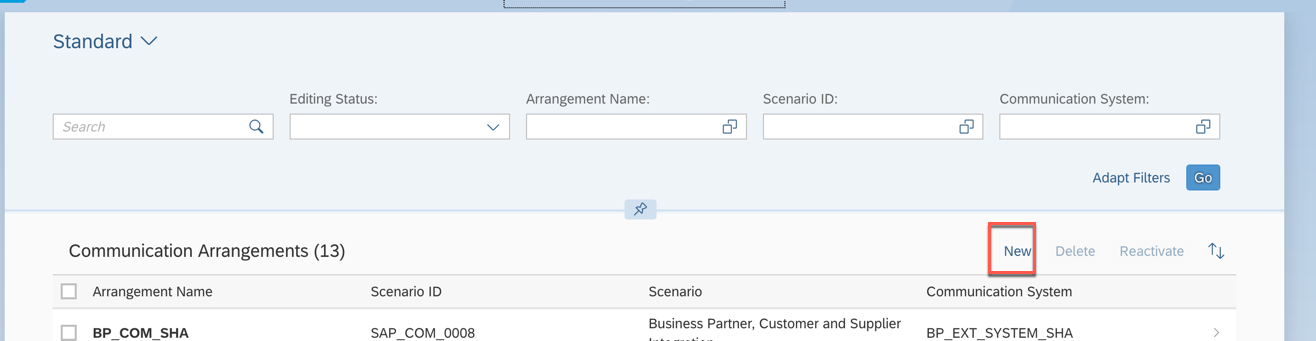 Standard
Editing Status: Arrangement Name: Scenario ID: Communication System:
Search
Adapt Filters Go
Communication Arrangements (13) New Delete Reactivate
Arrangement Name Scenario ID Scenario Communication System
BP_COM_SHA SAP_COM_0008 Business Partner, Customer and Supplier BP_EXT_SYSTEM_SHA